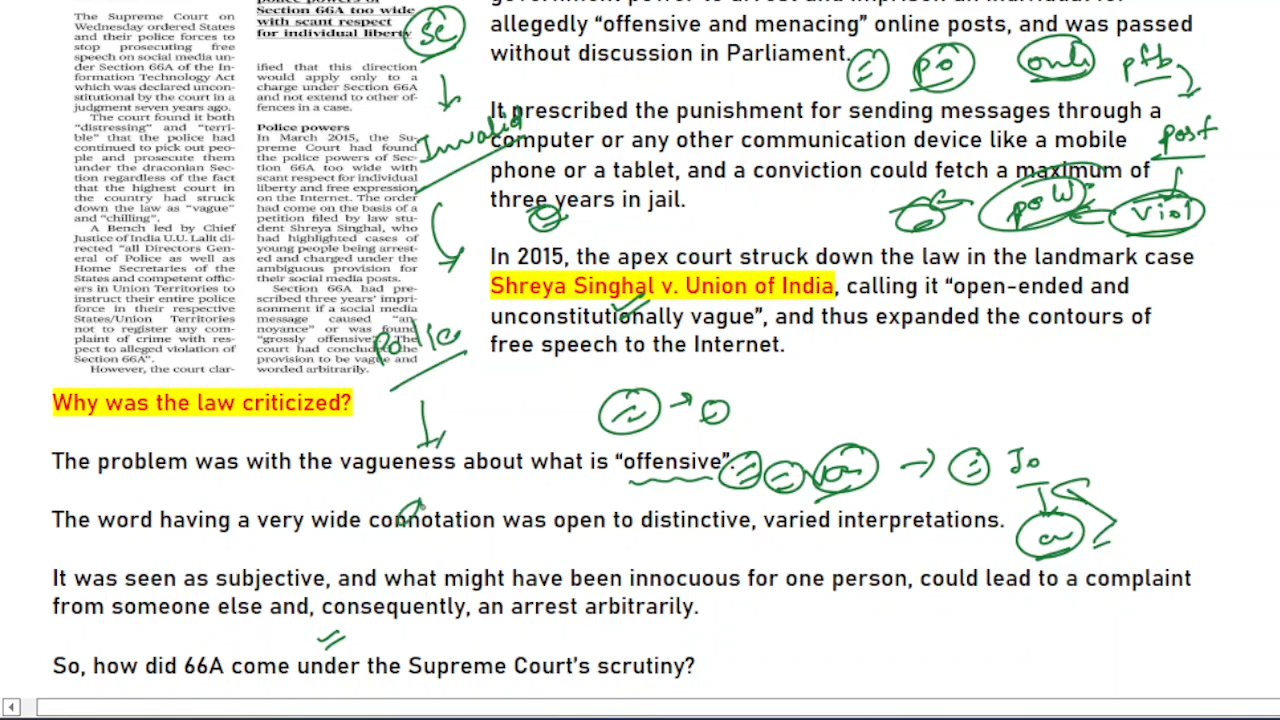 powers of
Section 66A too wide
with scant respect
for individual liberty
The Supreme Court on
Wednesday ordered States
and their police forces to
stop prosecuting free
speech on social media un-
der Section 66A of the In-
formation Technology Act
which was declared uncon-
stitutional by the court in a
judgment seven years ago.
The court found it both
“distressing” and “terri-
ble” that the police had
continued to pick out peo-
ple and prosecute them
under the draconian Sec-
tion regardless of the fact
that the highest court in
the country had struck
down the law as “vague”
and “chilling”.
A Bench led by Chief
Justice of India U.U. Lalit di-
rected “all Directors Gen-
eral of Police as well as
Home Secretaries of the
States and competent offic-
ers in Union Territories to
instruct their entire police
force in their respective
States/Union Territories
not to register any com-
plaint of crime with res-
pect to alleged violation of
Section 66A”.
However, the court clar-
ified that this direction
would apply only to a
charge under Section 66A
and not extend to other of-
fences in a case.
Police powers
In March 2015, the Su-
preme Court had found
the police powers of Sec-
tion 66A too wide with
scant respect for individual
liberty and free expression
on the Internet. The order
had come on the basis of a
petition filed by law stu-
dent Shreya Singhal, who
had highlighted cases of
young people being arrest-
ed and charged under the
ambiguous provision for
their social media posts.
Section 66A had pre-
scribed three years’ impri-
sonment if a social media
message caused “an-
noyance” or was found
“grossly offensive”. The
court had concluded the
provision to be vague and
worded arbitrarily.
SC
Invalid
Police
government power to arrest and imprison an individual for
allegedly “offensive and menacing” online posts, and was passed
without discussion in Parliament.
po
post
pow
viol
It prescribed the punishment for sending messages through a
computer or any other communication device like a mobile
phone or a tablet, and a conviction could fetch a maximum of
three years in jail.
In 2015, the apex court struck down the law in the landmark case
Shreya Singhal v. Union of India, calling it “open-ended and
unconstitutionally vague”, and thus expanded the contours of
free speech to the Internet.
Why was the law criticized?
The problem was with the vagueness about what is “offensive”.
The word having a very wide connotation was open to distinctive, varied interpretations.
It was seen as subjective, and what might have been innocuous for one person, could lead to a complaint
from someone else and, consequently, an arrest arbitrarily.
So, how did 66A come under the Supreme Court’s scrutiny?